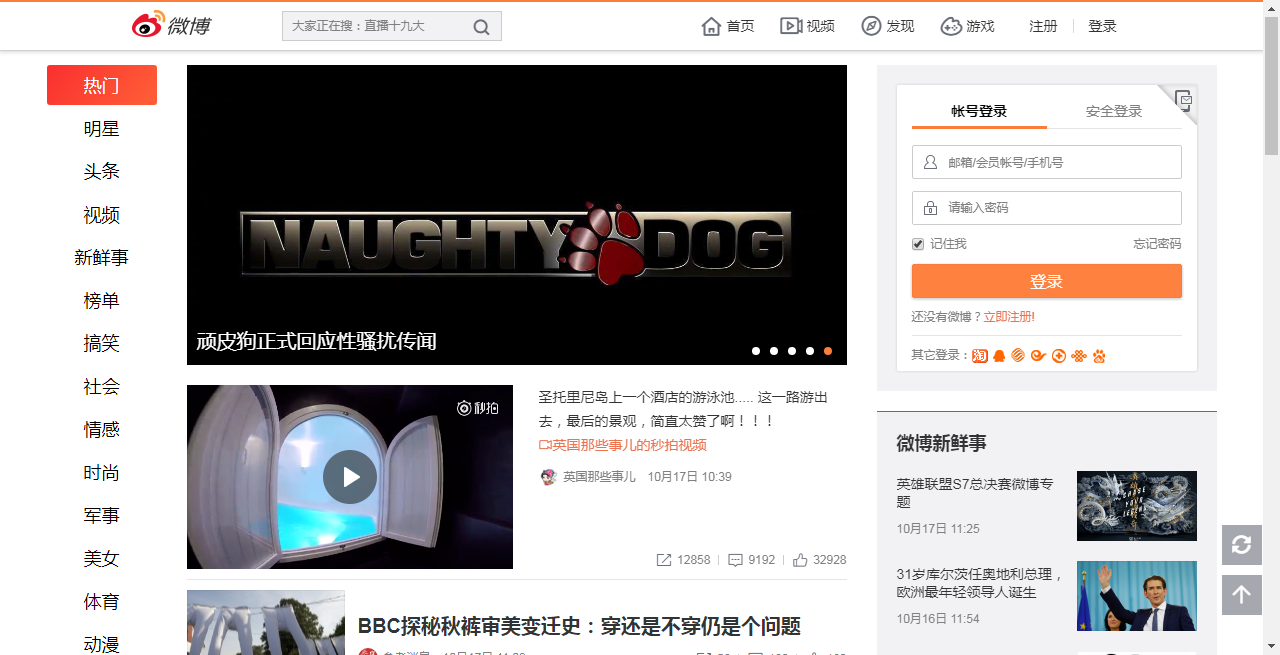 微博
大家正在搜：直播十九大
首页
视频
发现
游戏
注册
登录
热门
明星
头条
视频
新鲜事
榜单
搞笑
社会
情感
时尚
军事
美女
体育
动漫
NAUGHTY DOG
顽皮狗正式回应性骚扰传闻
秒拍
圣托里尼岛上一个酒店的游泳池..... 这一路游出
去，最后的景观，简直太赞了啊！！！
英国那些事儿的秒拍视频
英国那些事儿 10月17日 10:39
12858
9192
32928
BBC探秘秋裤审美变迁史：穿还是不穿仍是个问题
帐号登录
安全登录
邮箱/会员帐号/手机号
请输入密码
记住我
忘记密码
登录
还没有微博？立即注册!
其它登录：
淘
微博新鲜事
英雄联盟S7总决赛微博专
题
10月17日 11:25
31岁库尔茨任奥地利总理，
欧洲最年轻领导人诞生
10月16日 11:54